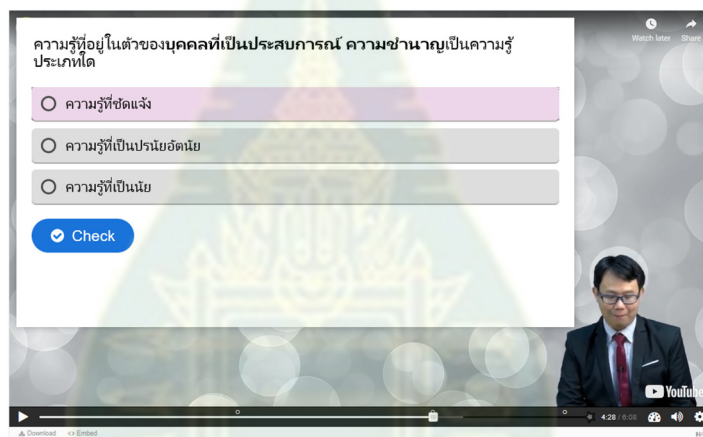 Watch later Share
ความรู้ที่อยู่ในตัวของบุคคลที่เป็นประสบการณ์ ความชำนาญเป็นความรู้
ประเภทใด
ความรู้ที่ชัดแจ้ง
ความรู้ที่เป็นปรนัยอัตนัย
ความรู้ที่เป็นนัย
Check
YouTube
4:28 / 6:08
Download <> Embed